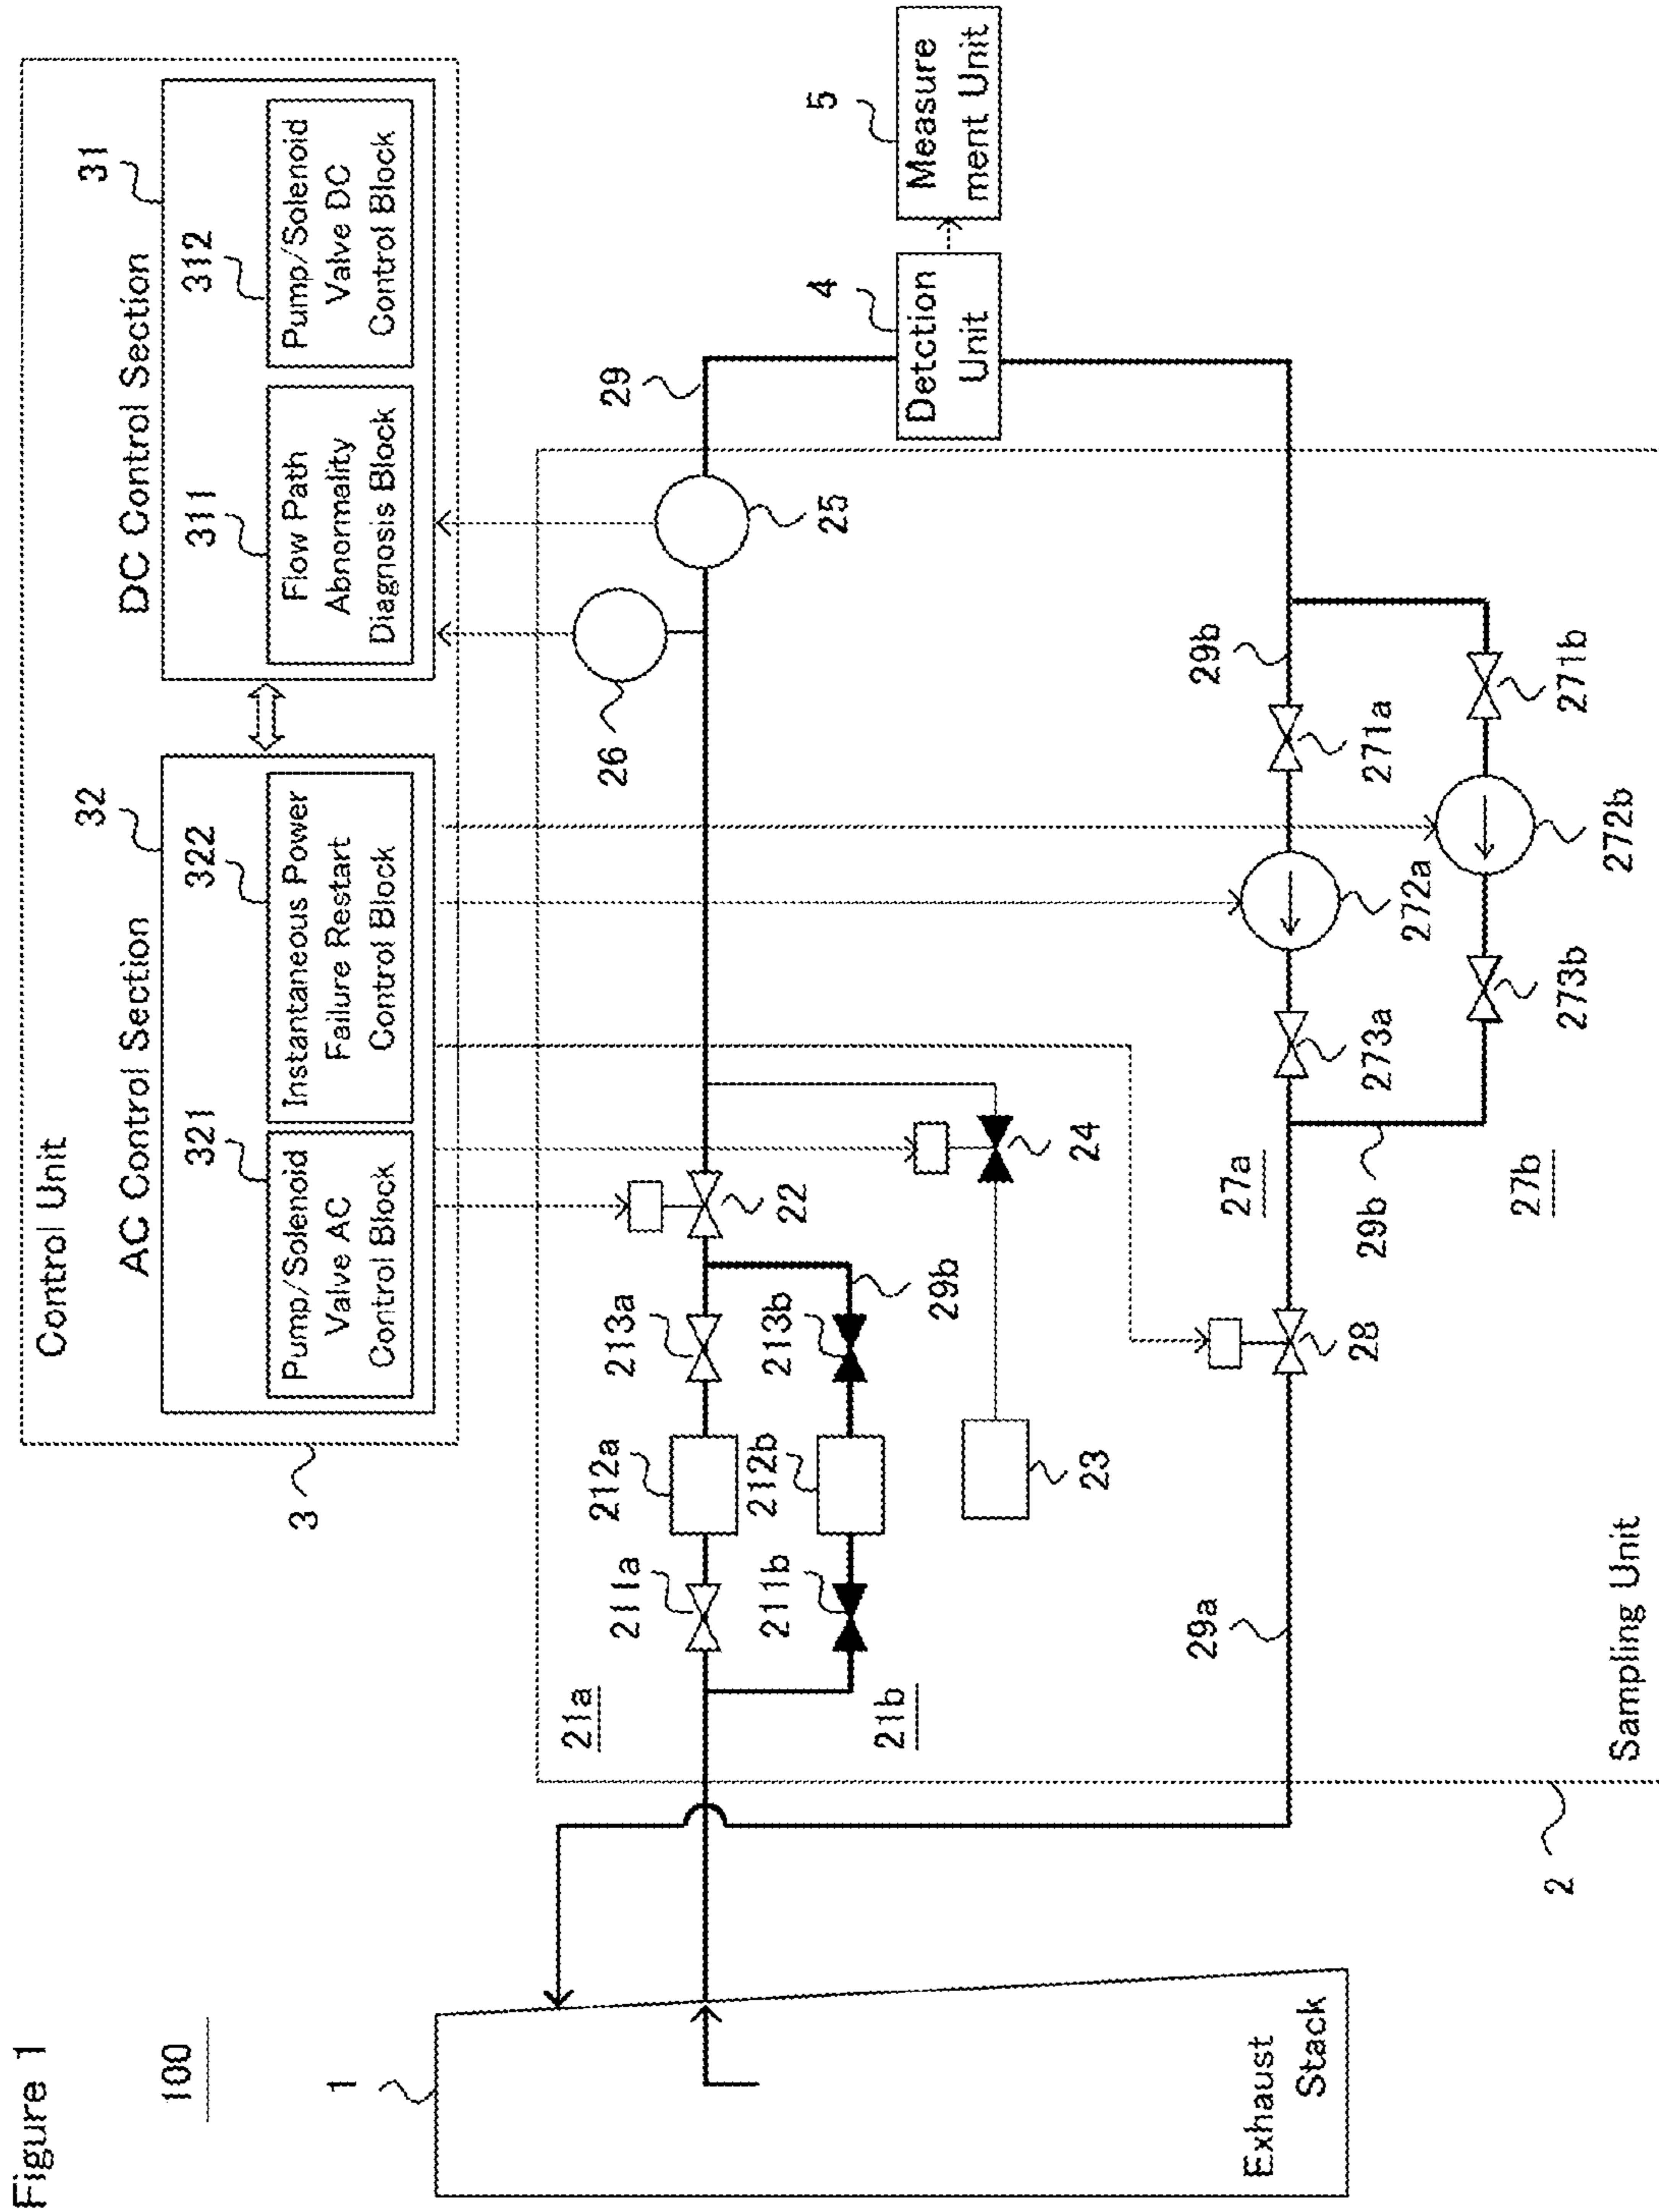 Figure 1
100
Control Unit
3
AC Control Section
32
321
Pump/Solenoid
Valve AC
Control Block
322
Instantaneous Power
Failure Restart
Control Block
DC Control Section
31
311
Flow Path
Abnormality
Diagnosis Block
312
Pump/Solenoid
Valve DC
Control Block
1
Exhaust
Stack
21a
211a
212a
213a
22
26
25
29
21b
211b
212b
213b
29b
24
23
4
Detction
Unit
5
Measure
ment Unit
29a
28
27a
29b
273a
272a
271a
29b
27b
273b
272b
271b
2
Sampling Unit